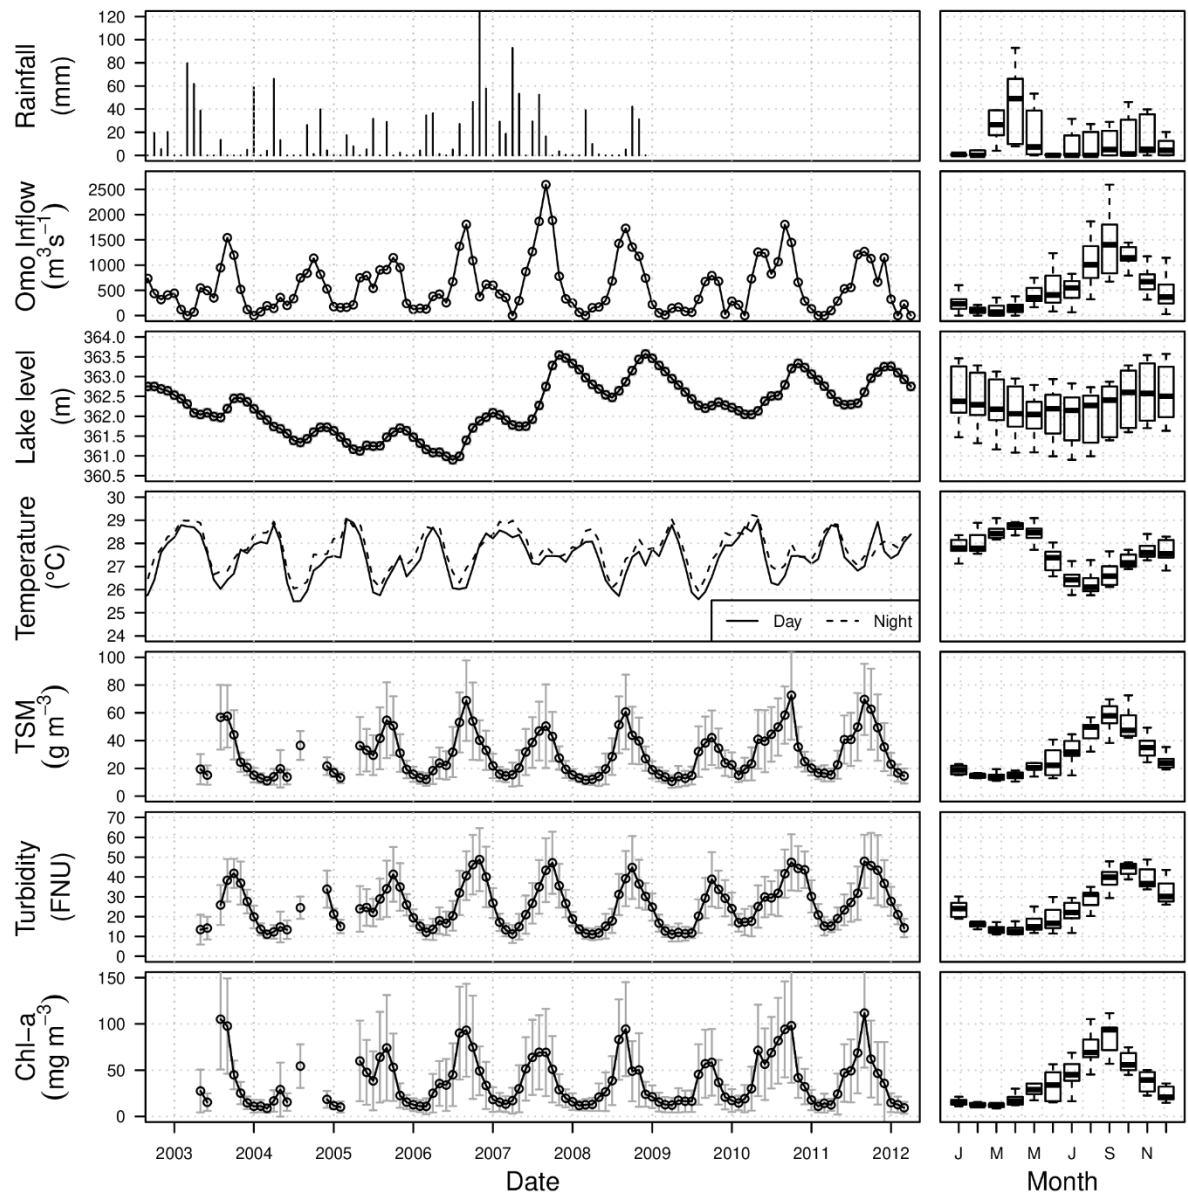 Rainfall
(mm)
120
100
80
60
40
20
0
Omo Inflow
(m³s⁻¹)
2500
2000
1500
1000
500
0
Lake level
(m)
364.0
363.5
363.0
362.5
362.0
361.5
361.0
360.5
Temperature
(°C)
30
29
28
27
26
25
24
Day
Night
TSM
(g m⁻³)
100
80
60
40
20
0
Turbidity
(FNU)
70
60
50
40
30
20
10
0
Chl−a
(mg m⁻³)
150
100
50
0
2003 2004 2005 2006 2007 2008 2009 2010 2011 2012
Date
J M M J S N
Month